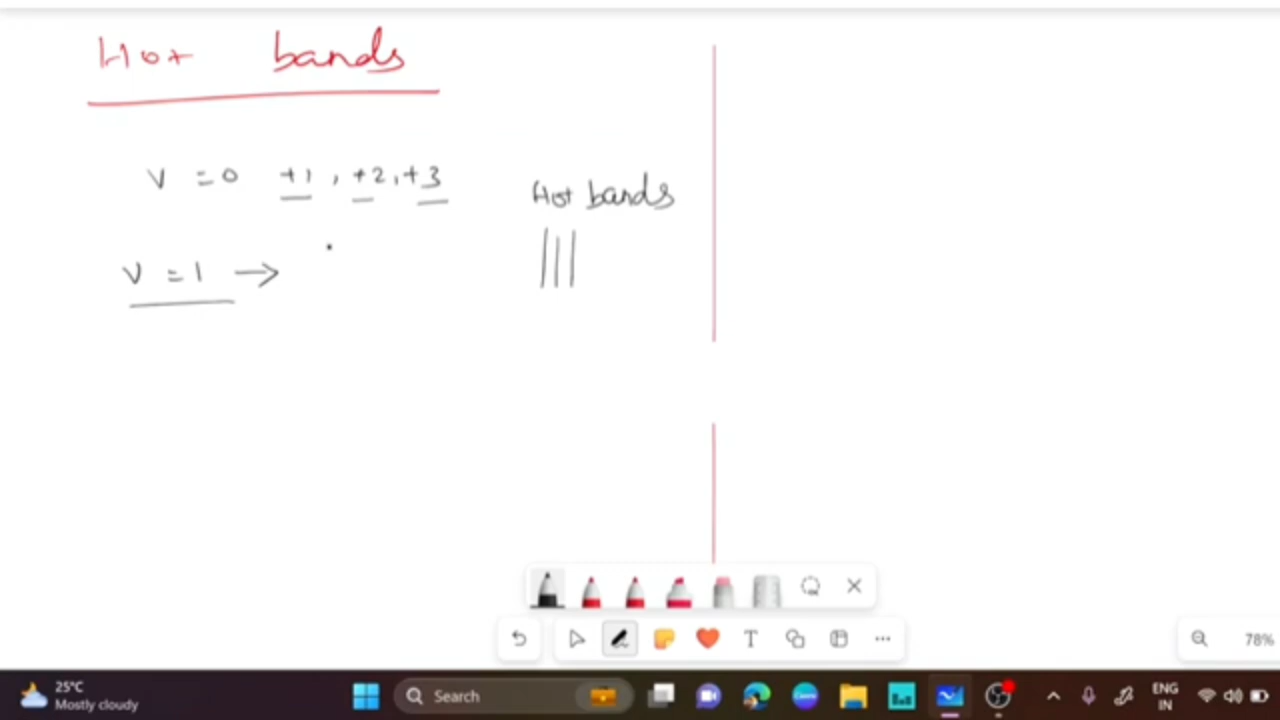 Hot bands
V = 0 +1, +2, +3
Hot bands
V = 1 →
T
78%
25°C
Mostly cloudy
Search
ENG
IN